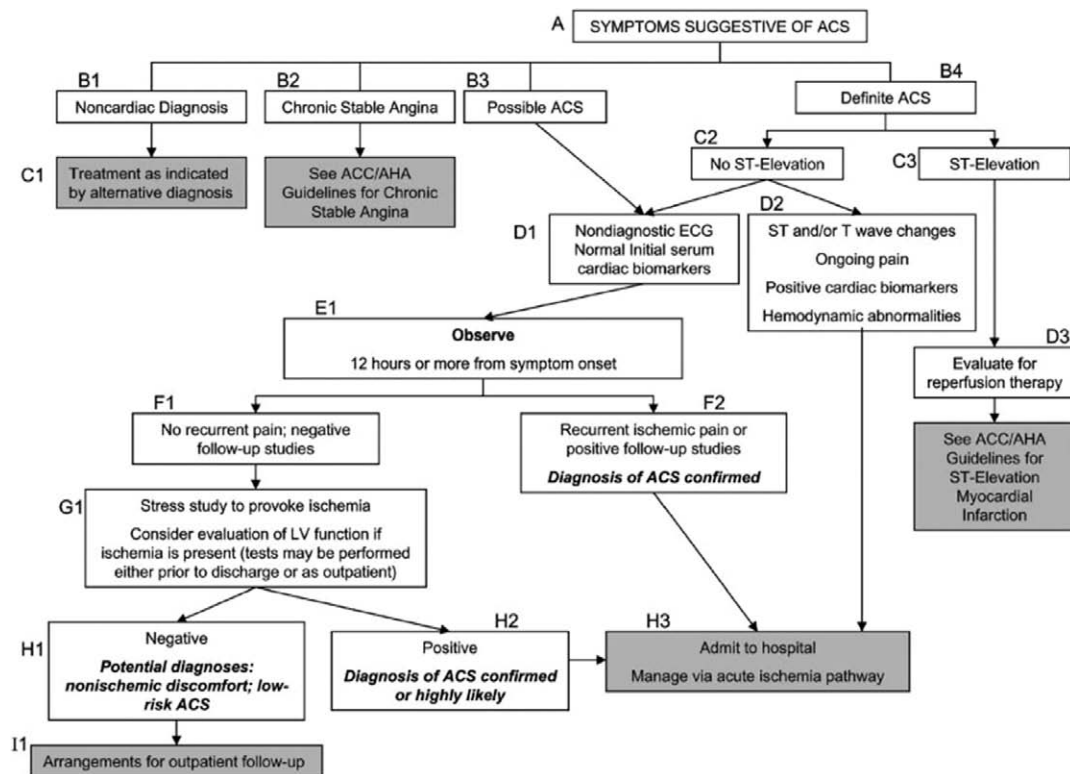 A
SYMPTOMS SUGGESTIVE OF ACS
B1
Noncardiac Diagnosis
B2
Chronic Stable Angina
B3
Possible ACS
B4
Definite ACS
C1
Treatment as indicated
by alternative diagnosis
See ACC/AHA
Guidelines for Chronic
Stable Angina
C2
No ST-Elevation
C3
ST-Elevation
D1
Nondiagnostic ECG
Normal Initial serum
cardiac biomarkers
D2
ST and/or T wave changes
Ongoing pain
Positive cardiac biomarkers
Hemodynamic abnormalities
D3
Evaluate for
reperfusion therapy
See ACC/AHA
Guidelines for
ST-Elevation
Myocardial
Infarction
E1
Observe
12 hours or more from symptom onset
F1
No recurrent pain; negative
follow-up studies
F2
Recurrent ischemic pain or
positive follow-up studies
Diagnosis of ACS confirmed
G1
Stress study to provoke ischemia
Consider evaluation of LV function if
ischemia is present (tests may be performed
either prior to discharge or as outpatient)
H1
Negative
Potential diagnoses:
nonischemic discomfort; low-
risk ACS
H2
Positive
Diagnosis of ACS confirmed
or highly likely
H3
Admit to hospital
Manage via acute ischemia pathway
I1
Arrangements for outpatient follow-up